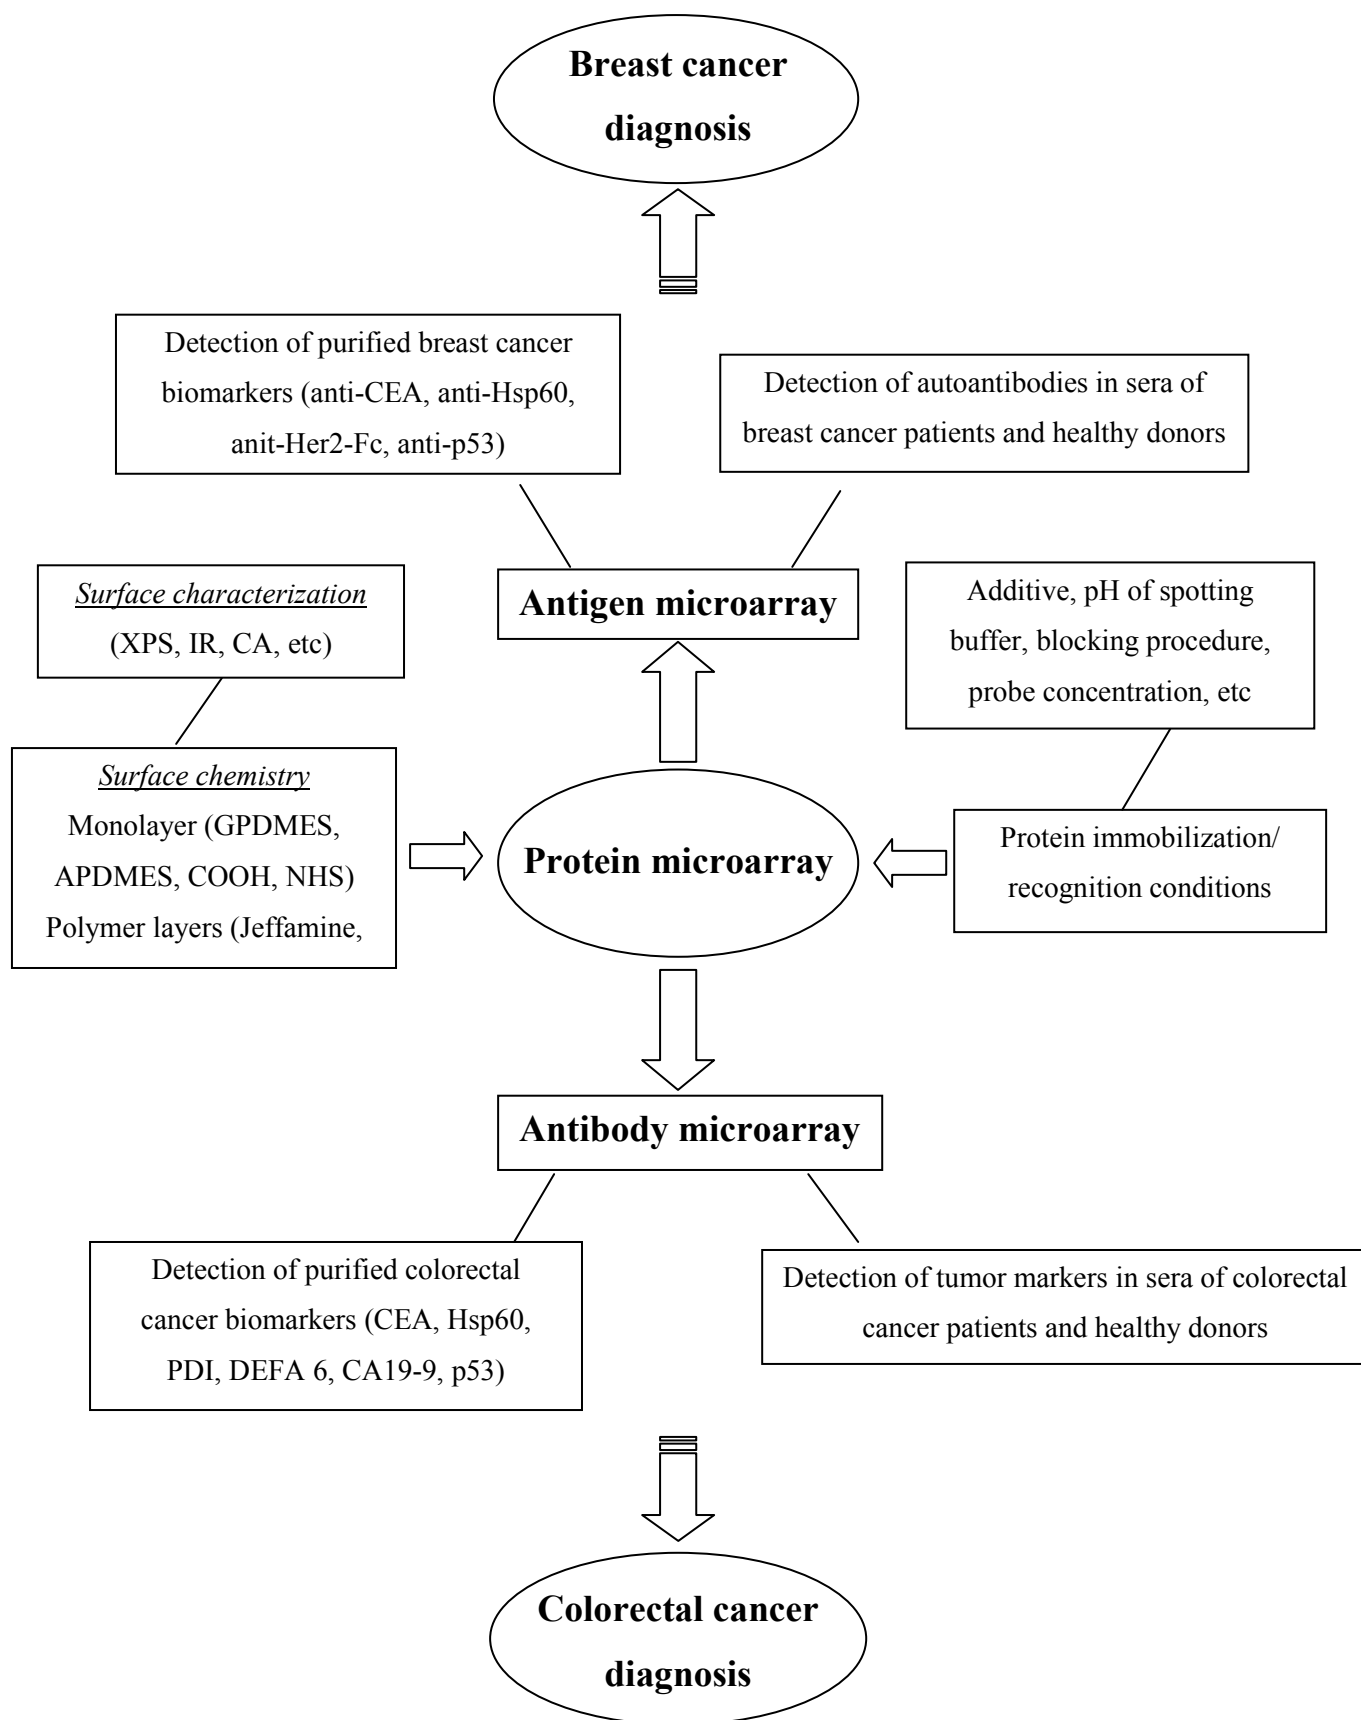 Breast cancer
diagnosis
Detection of purified breast cancer
biomarkers (anti-CEA, anti-Hsp60,
anit-Her2-Fc, anti-p53)
Detection of autoantibodies in sera of
breast cancer patients and healthy donors
Surface characterization
(XPS, IR, CA, etc)
Antigen microarray
Additive, pH of spotting
buffer, blocking procedure,
probe concentration, etc
Surface chemistry
Monolayer (GPDMES,
APDMES, COOH, NHS)
Polymer layers (Jeffamine,
Protein microarray
Protein immobilization/
recognition conditions
Antibody microarray
Detection of purified colorectal
cancer biomarkers (CEA, Hsp60,
PDI, DEFA 6, CA19-9, p53)
Detection of tumor markers in sera of colorectal
cancer patients and healthy donors
Colorectal cancer
diagnosis